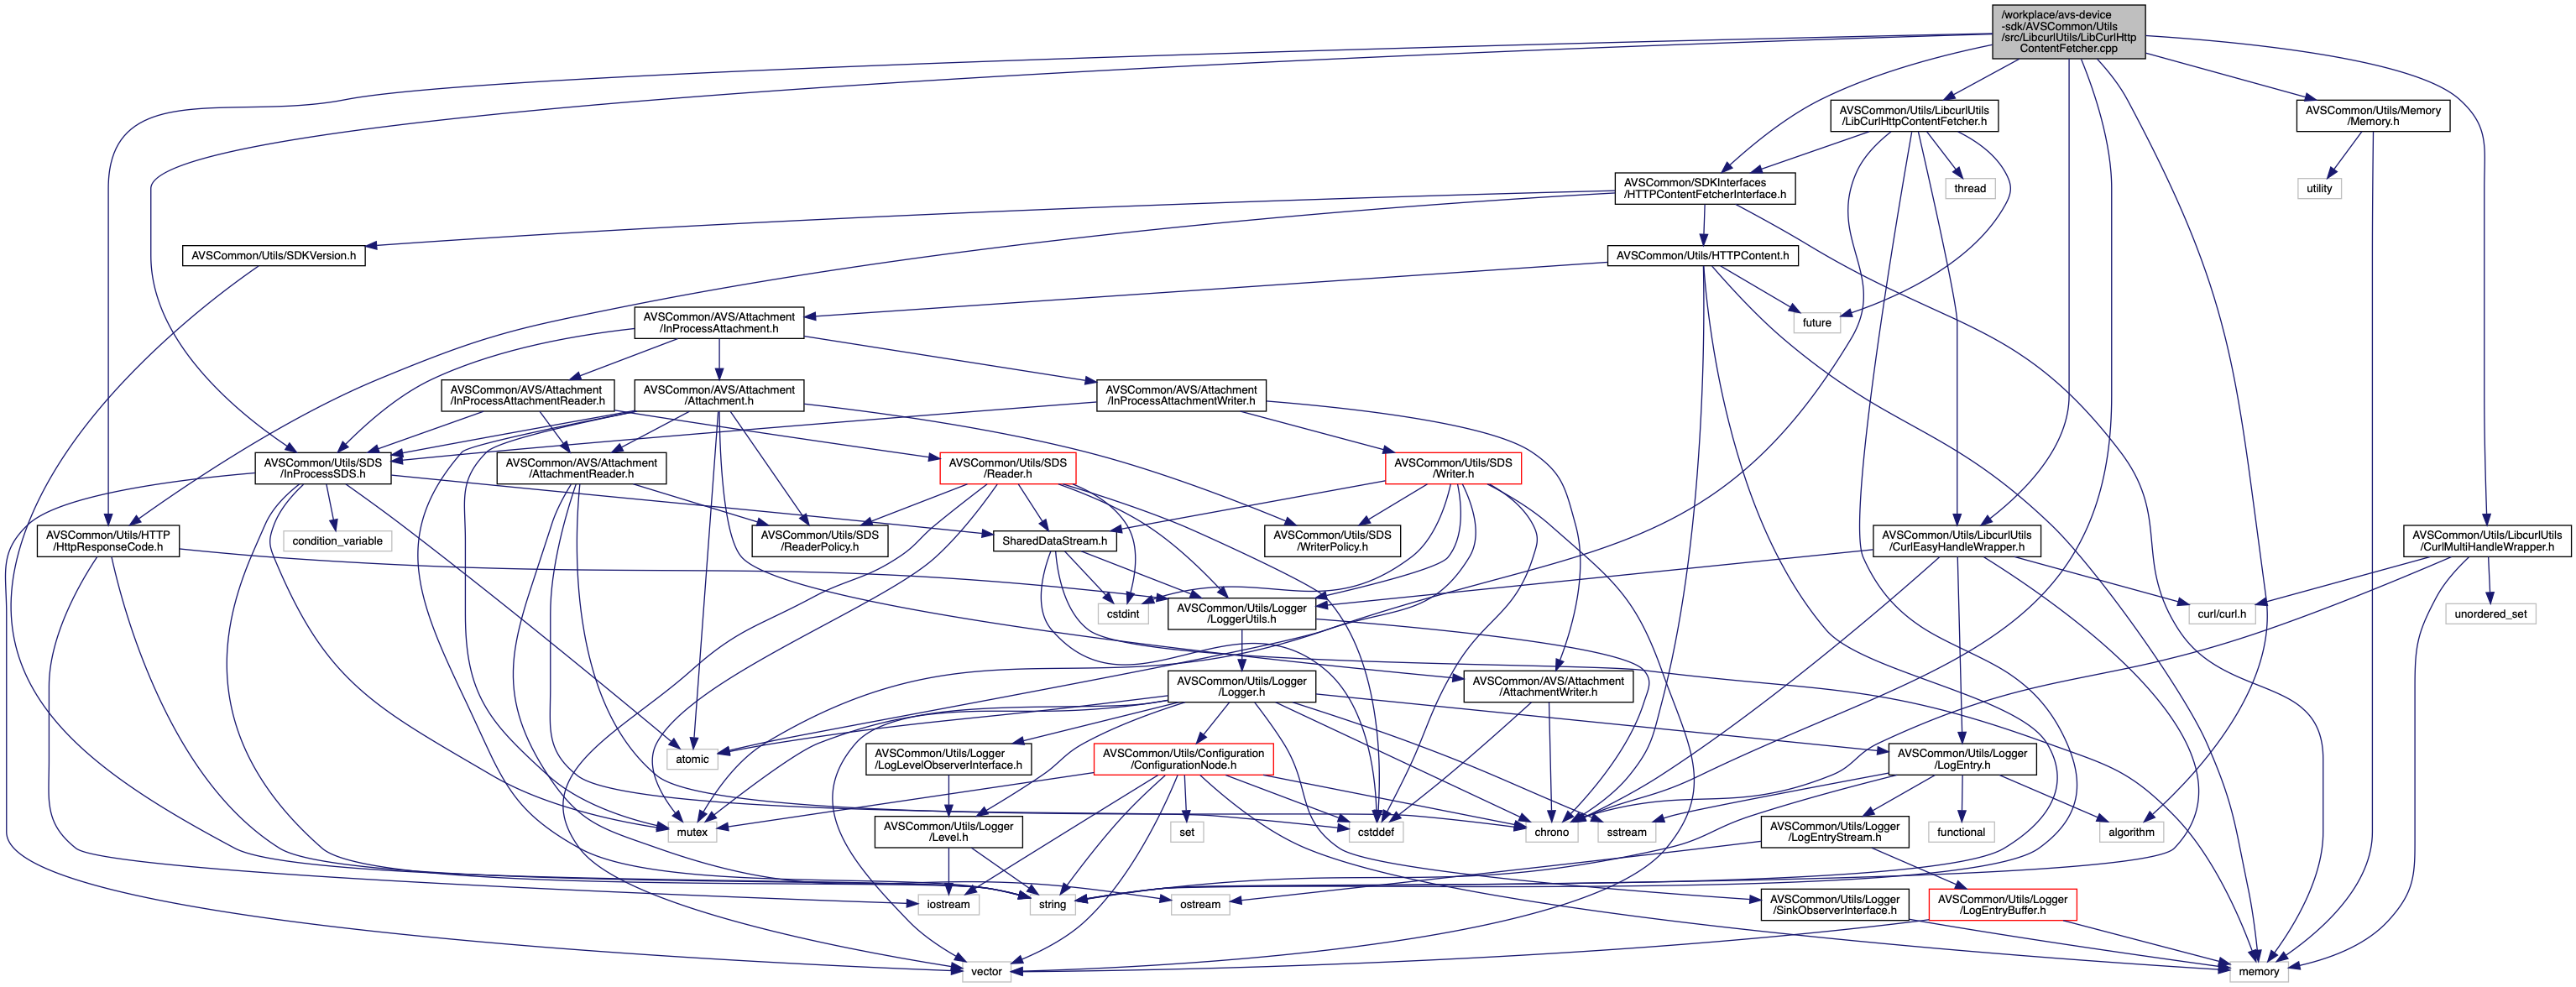 /workplace/avs-device
-sdk/AVSCommon/Utils
/src/LibcurlUtils/LibCurlHttp
ContentFetcher.cpp
AVSCommon/Utils/LibcurlUtils
/LibCurlHttpContentFetcher.h
AVSCommon/Utils/Memory
/Memory.h
AVSCommon/SDKInterfaces
/HTTPContentFetcherInterface.h
thread
utility
AVSCommon/Utils/SDKVersion.h
AVSCommon/Utils/HTTPContent.h
AVSCommon/AVS/Attachment
/InProcessAttachment.h
future
AVSCommon/AVS/Attachment
/InProcessAttachmentReader.h
AVSCommon/AVS/Attachment
/Attachment.h
AVSCommon/AVS/Attachment
/InProcessAttachmentWriter.h
AVSCommon/Utils/SDS
/InProcessSDS.h
AVSCommon/AVS/Attachment
/AttachmentReader.h
AVSCommon/Utils/SDS
/Reader.h
AVSCommon/Utils/SDS
/Writer.h
AVSCommon/Utils/HTTP
/HttpResponseCode.h
condition_variable
AVSCommon/Utils/SDS
/ReaderPolicy.h
SharedDataStream.h
AVSCommon/Utils/SDS
/WriterPolicy.h
AVSCommon/Utils/LibcurlUtils
/CurlEasyHandleWrapper.h
AVSCommon/Utils/LibcurlUtils
/CurlMultiHandleWrapper.h
cstdint
AVSCommon/Utils/Logger
/LoggerUtils.h
curl/curl.h
unordered_set
AVSCommon/Utils/Logger
/Logger.h
AVSCommon/AVS/Attachment
/AttachmentWriter.h
atomic
AVSCommon/Utils/Logger
/LogLevelObserverInterface.h
AVSCommon/Utils/Configuration
/ConfigurationNode.h
AVSCommon/Utils/Logger
/LogEntry.h
mutex
AVSCommon/Utils/Logger
/Level.h
set
cstddef
chrono
sstream
AVSCommon/Utils/Logger
/LogEntryStream.h
functional
algorithm
iostream
string
ostream
AVSCommon/Utils/Logger
/SinkObserverInterface.h
AVSCommon/Utils/Logger
/LogEntryBuffer.h
vector
memory